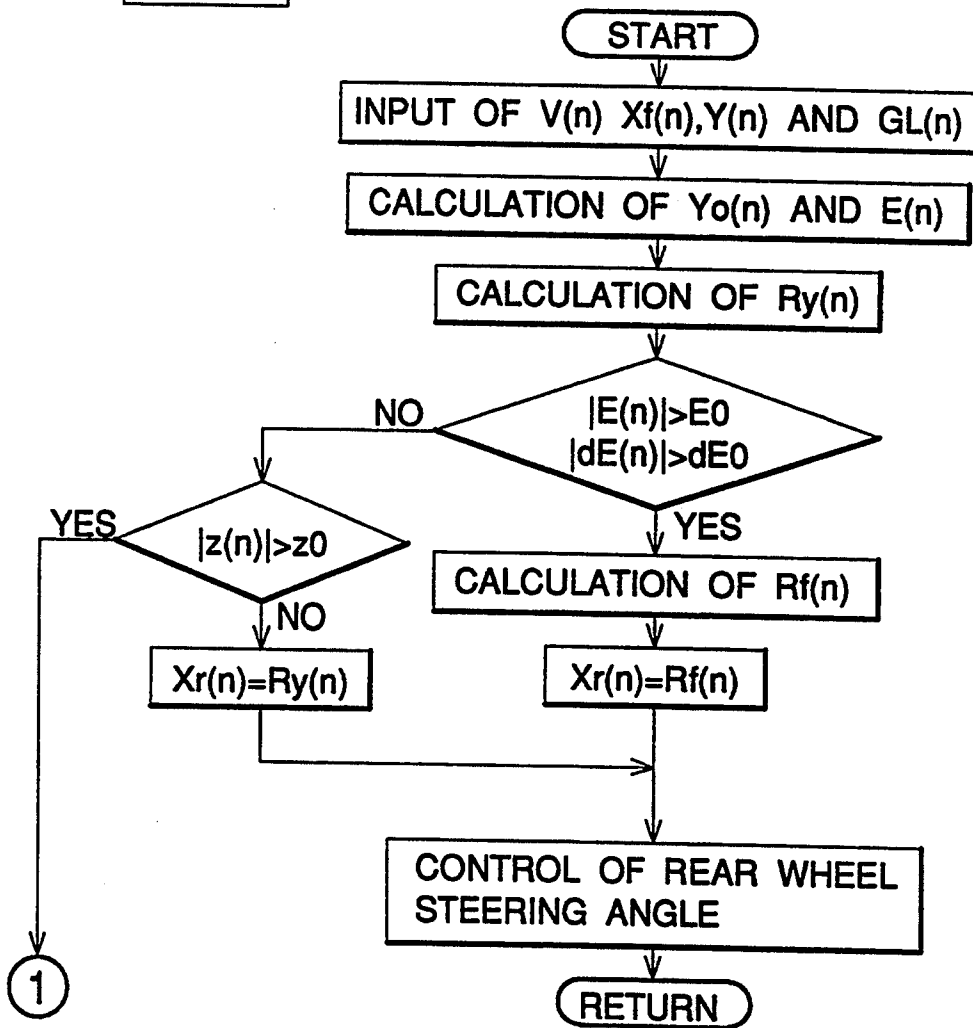 START
INPUT OF V(n) Xf(n),Y(n) AND GL(n)
CALCULATION OF Yo(n) AND E(n)
CALCULATION OF Ry(n)
|E(n)|>E0
|dE(n)|>dE0
NO
YES
|z(n)|>z0
YES
NO
CALCULATION OF Rf(n)
Xr(n)=Ry(n)
Xr(n)=Rf(n)
CONTROL OF REAR WHEEL
STEERING ANGLE
1
RETURN